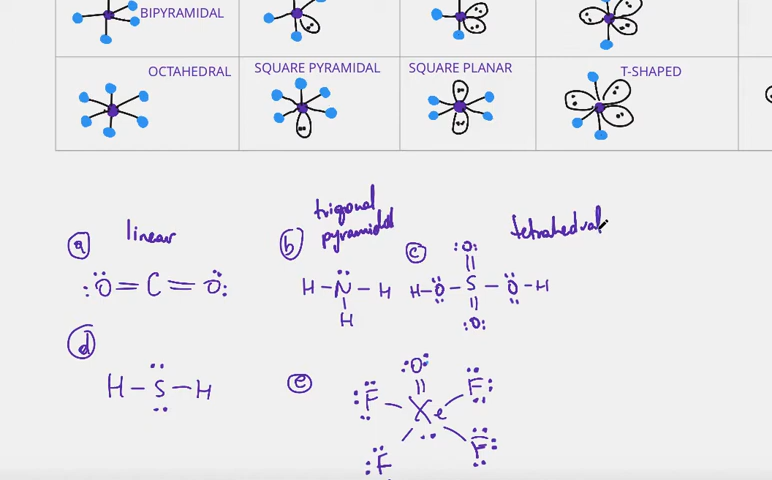 BIPYRAMIDAL
OCTAHEDRAL
SQUARE PYRAMIDAL
SQUARE PLANAR
T-SHAPED
a linear
:Ö=C=Ö:
b trigonal
pyramidal
H-N-H
H
c tetrahedral
:O:
H-O-S-O-H
:O:
d
H-S-H
e
:O:
:F F:
Xe
:F F: